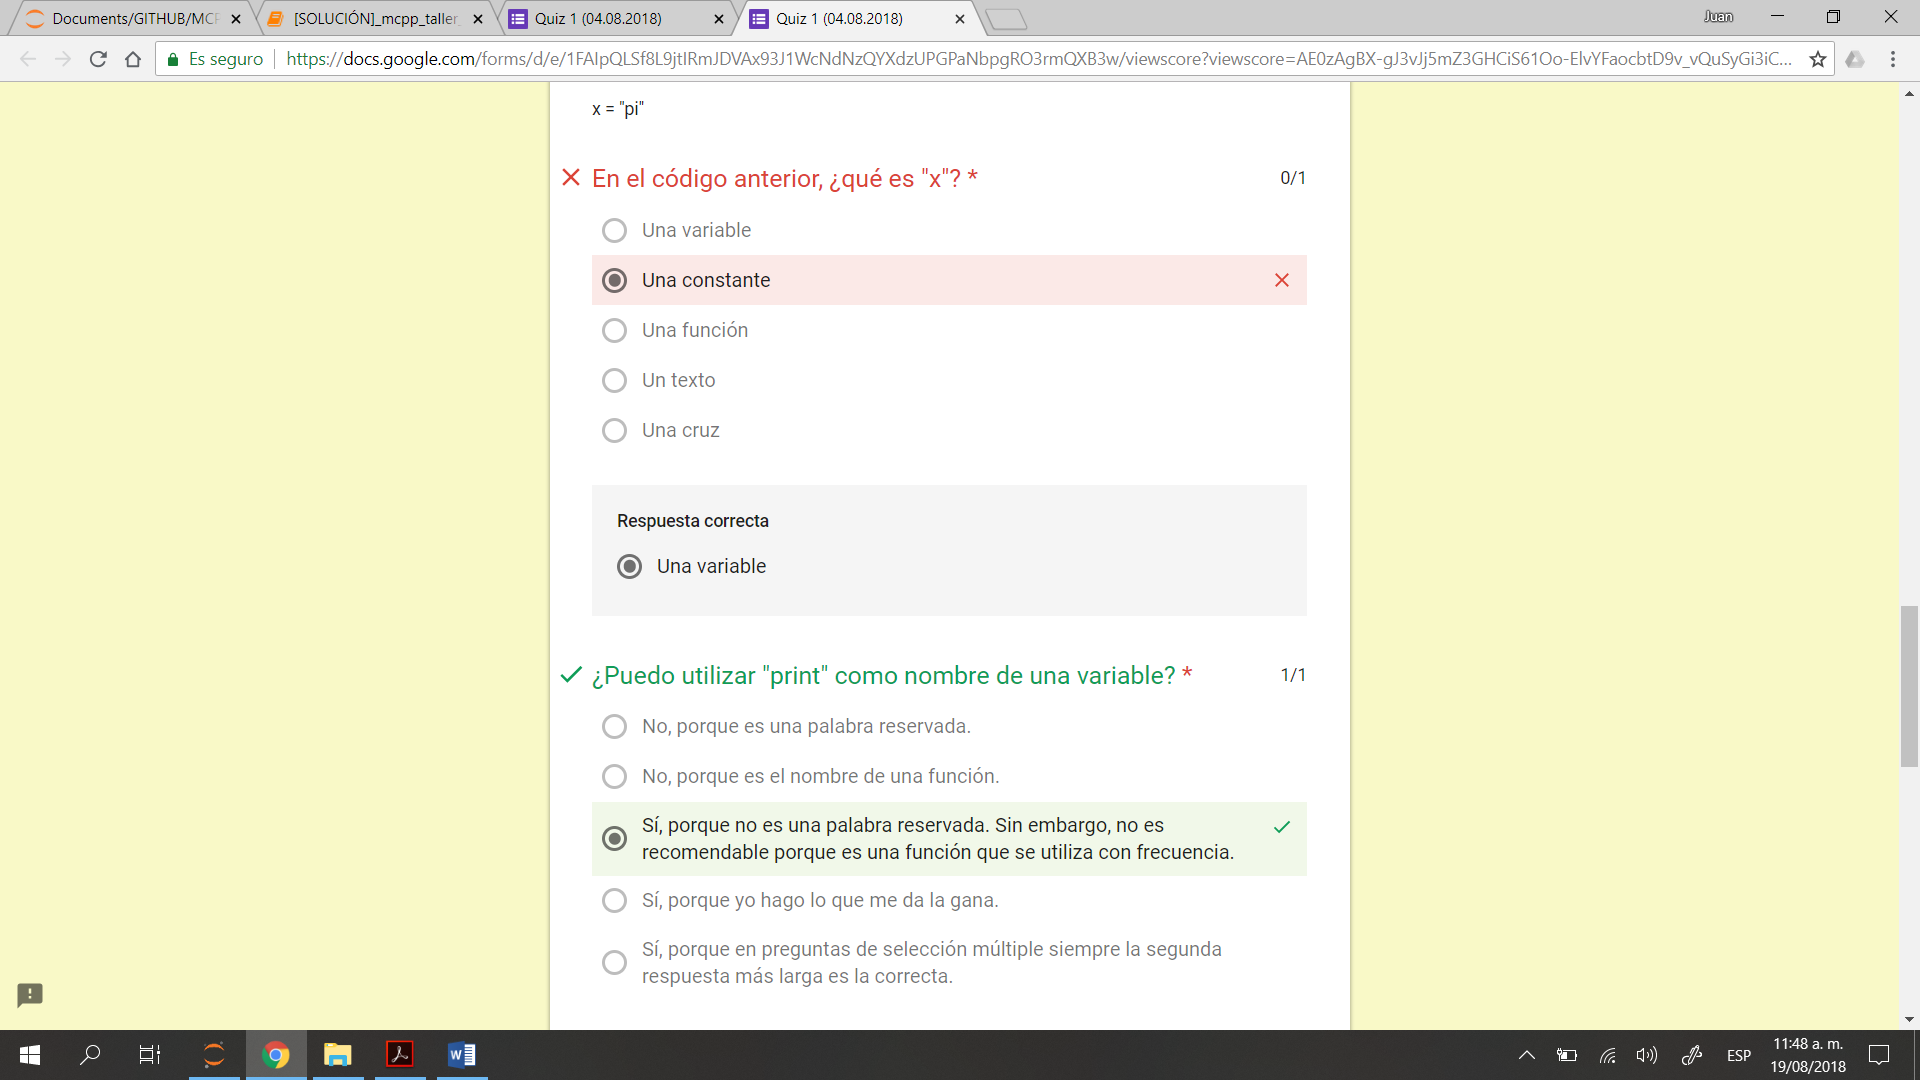 Documents/GITHUB/MCP
[SOLUCIÓN]_mcpp_taller_
Quiz 1 (04.08.2018)
Quiz 1 (04.08.2018)
Juan
Es seguro
https://docs.google.com/forms/d/e/1FAIpQLSf8L9jtIRmJDVAx93J1WcNdNzQYXdzUPGPaNbpgRO3rmQXB3w/viewscore?viewscore=AE0zAgBX-gJ3vJj5mZ3GHCiS61Oo-ElvYFaocbtD9v_vQuSyGi3iC...
x = "pi"
En el código anterior, ¿qué es "x"? *
0/1
Una variable
Una constante
Una función
Un texto
Una cruz
Respuesta correcta
Una variable
¿Puedo utilizar "print" como nombre de una variable? *
1/1
No, porque es una palabra reservada.
No, porque es el nombre de una función.
Sí, porque no es una palabra reservada. Sin embargo, no es
recomendable porque es una función que se utiliza con frecuencia.
Sí, porque yo hago lo que me da la gana.
Sí, porque en preguntas de selección múltiple siempre la segunda
respuesta más larga es la correcta.
ESP
11:48 a. m.
19/08/2018